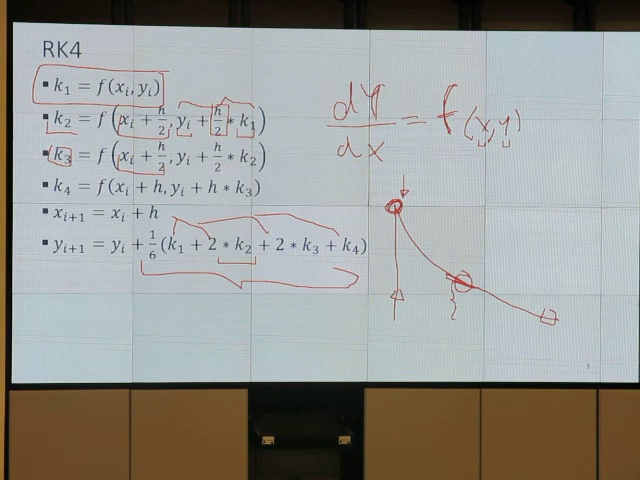 RK4
▪ k₁ = f(xᵢ, yᵢ)
▪ k₂ = f(xᵢ + h/2, yᵢ + h/2 * k₁)
▪ k₃ = f(xᵢ + h/2, yᵢ + h/2 * k₂)
▪ k₄ = f(xᵢ + h, yᵢ + h * k₃)
▪ xᵢ₊₁ = xᵢ + h
▪ yᵢ₊₁ = yᵢ + 1/6 (k₁ + 2 * k₂ + 2 * k₃ + k₄)
dy/dx = f(x, y)
1